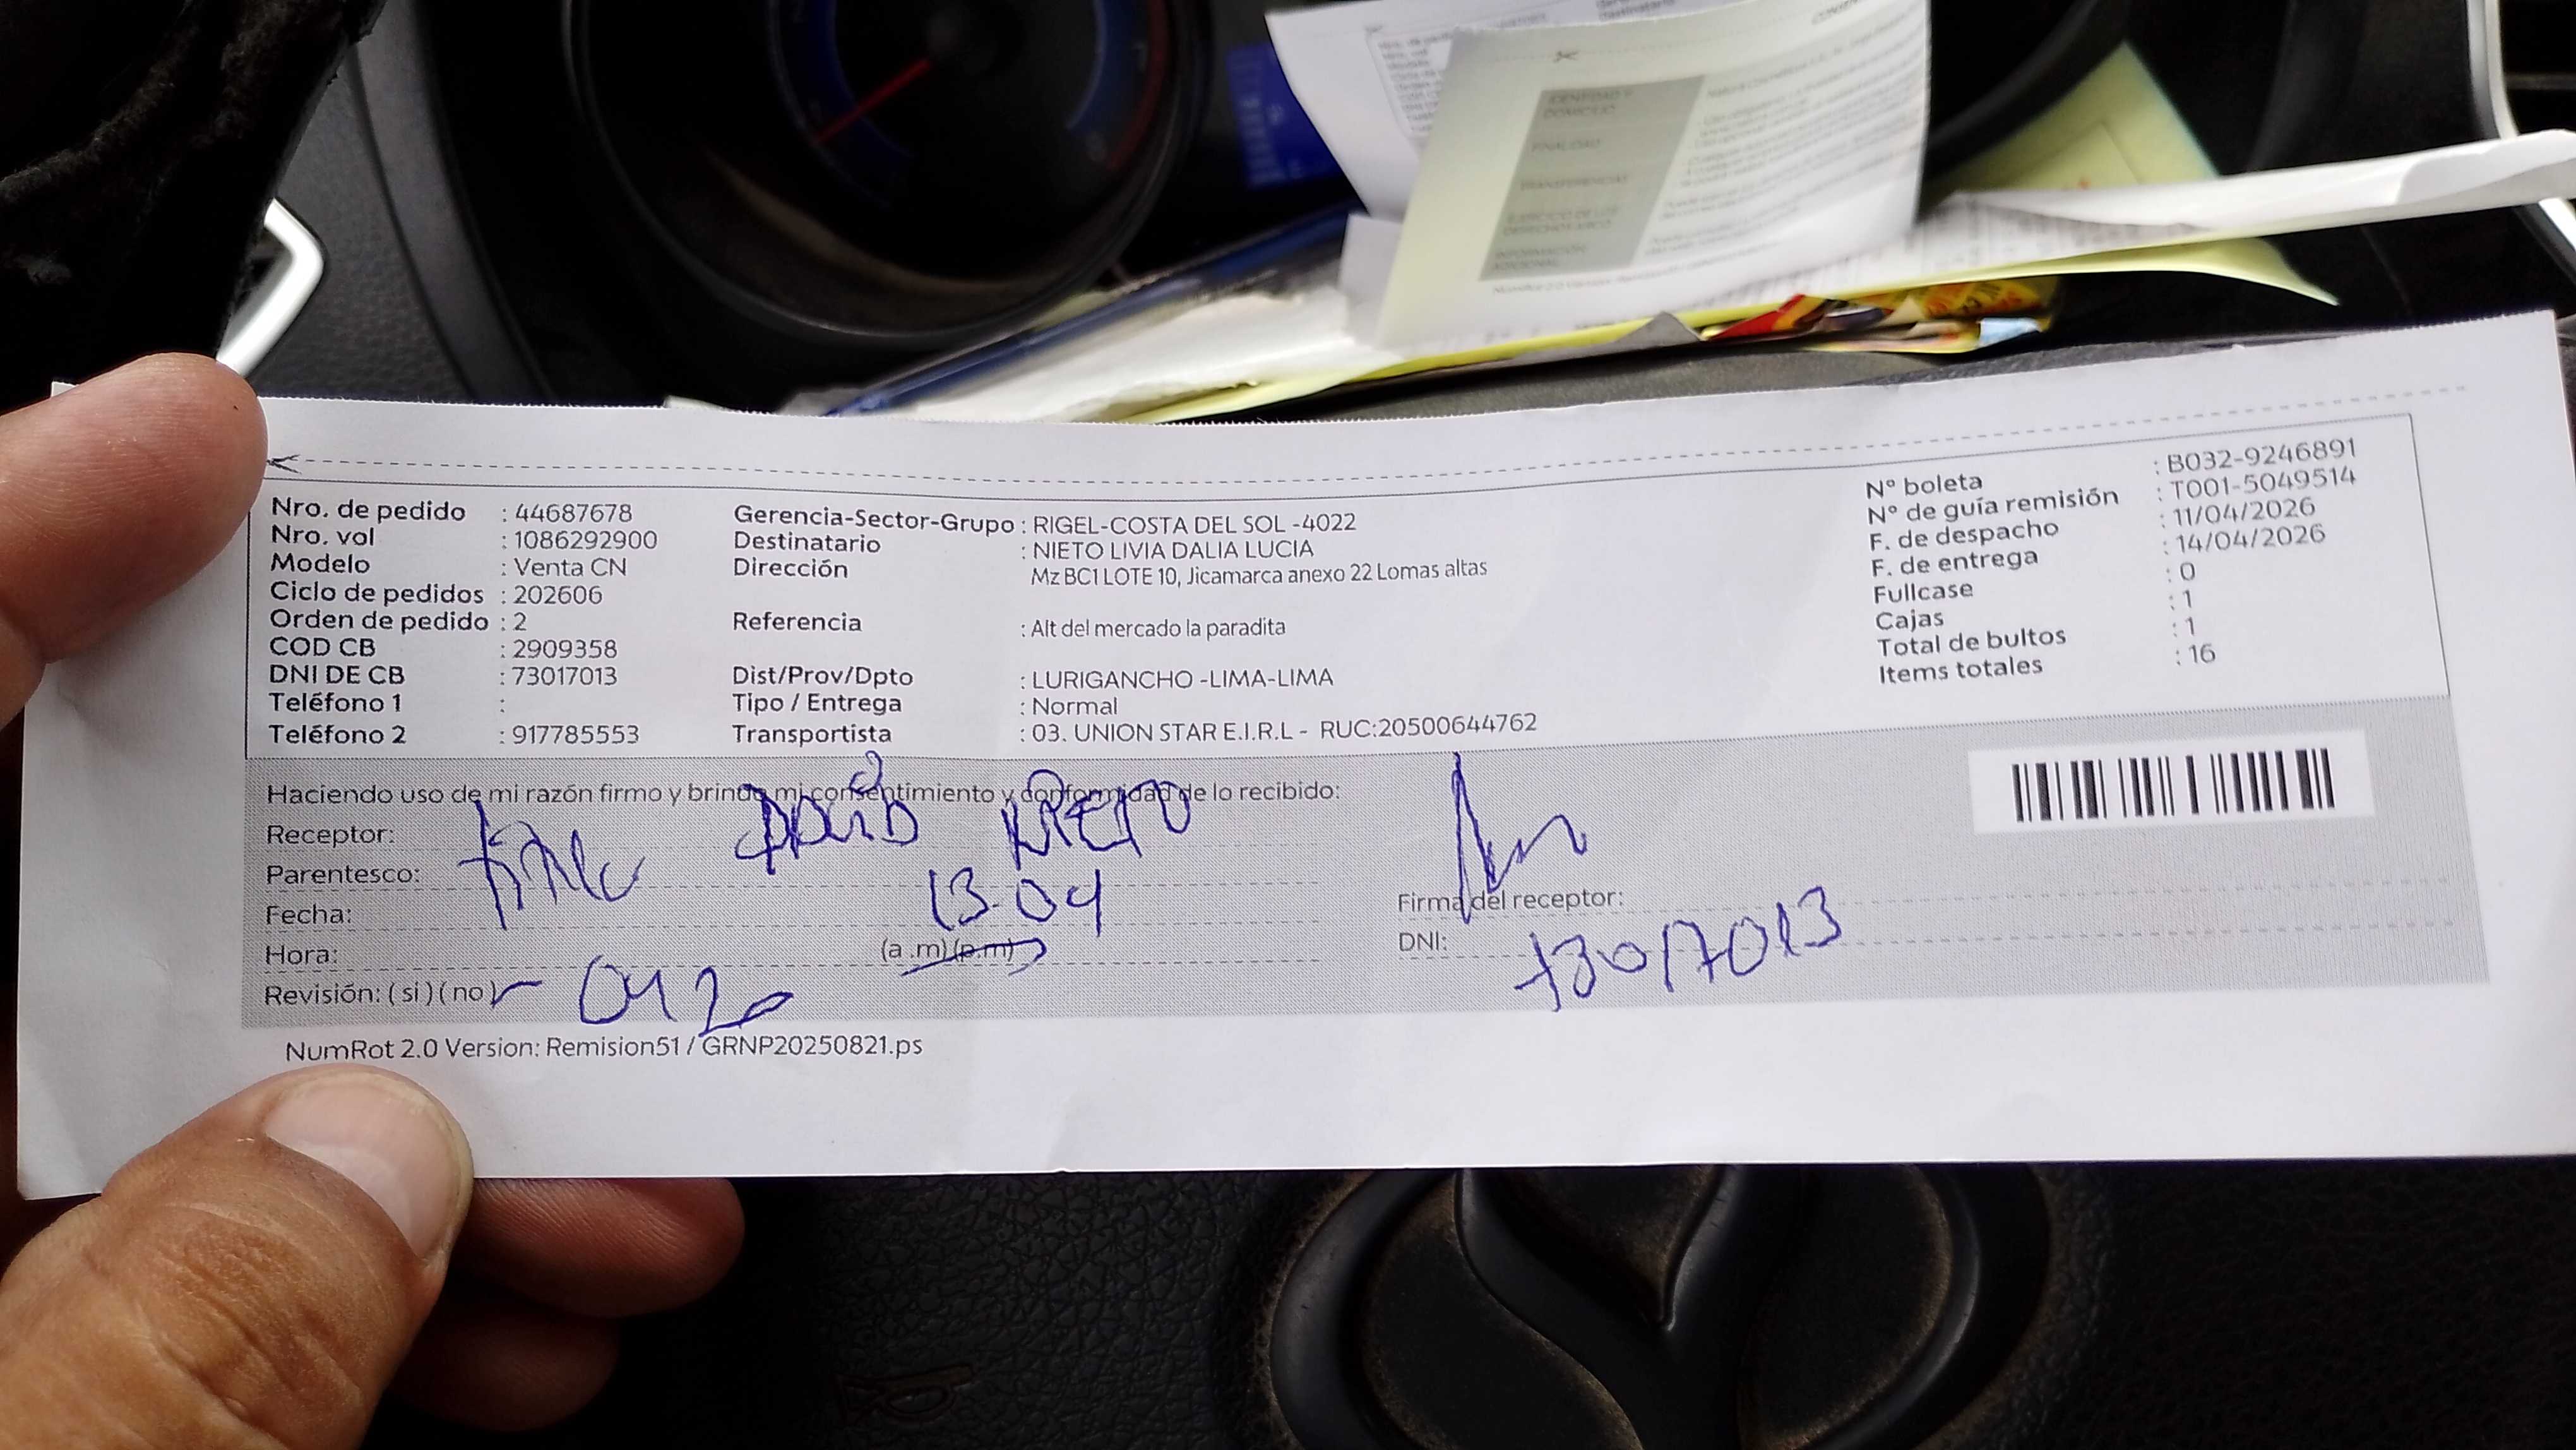 Nro. de pedido : 44687678
Nro. vol : 1086292900
Modelo : Venta CN
Ciclo de pedidos : 202606
Orden de pedido : 2
COD CB : 2909358
DNI DE CB : 73017013
Teléfono 1 :
Teléfono 2 : 917785553
Gerencia-Sector-Grupo : RIGEL-COSTA DEL SOL -4022
Destinatario : NIETO LIVIA DALIA LUCIA
Dirección : Mz BC1 LOTE 10, Jicamarca anexo 22 Lomas altas
Referencia : Alt del mercado la paradita
Dist/Prov/Dpto : LURIGANCHO -LIMA-LIMA
Tipo / Entrega : Normal
Transportista : 03. UNION STAR E.I.R.L - RUC:20500644762
N° boleta : B032-9246891
N° de guía remisión : T001-5049514
F. de despacho : 11/04/2026
F. de entrega : 14/04/2026
Fullcase : 0
Cajas : 1
Total de bultos : 1
Items totales : 16
Haciendo uso de mi razón firmo y brindo mi consentimiento y conformidad de lo recibido:
Receptor: NIETO
Parentesco:
Fecha: 13-04
Hora: (a .m) (p.m)
Revisión: ( si ) ( no )
Firma del receptor:
DNI: 73017013
NumRot 2.0 Version: Remision51 / GRNP20250821.ps
IDENTIDAD Y
DOMICILIO
FINALIDAD